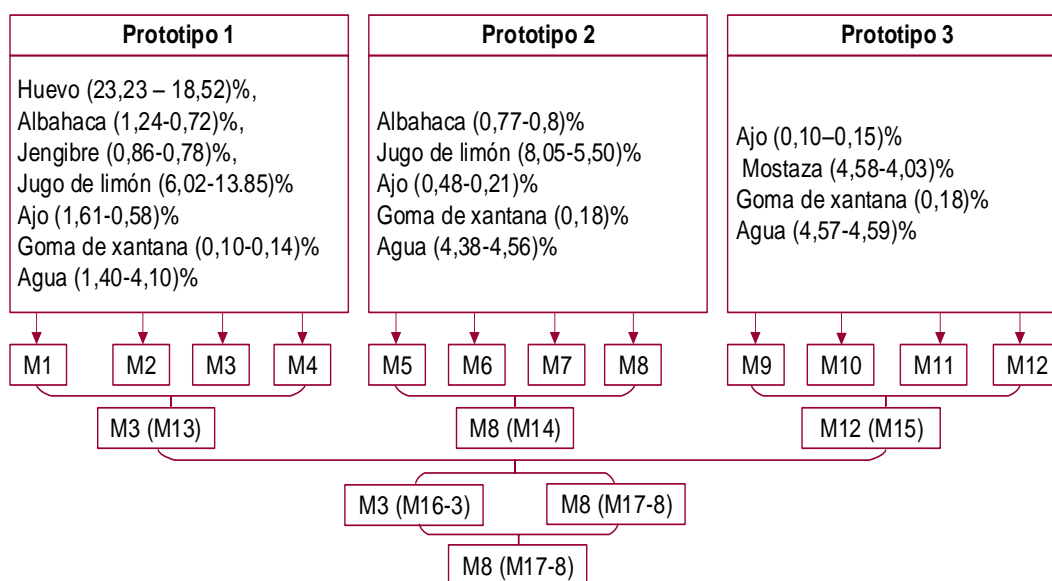 Prototipo 1
Huevo (23,23 – 18,52)%,
Albahaca (1,24-0,72)%,
Jengibre (0,86-0,78)%,
Jugo de limón (6,02-13.85)%
Ajo (1,61-0,58)%
Goma de xantana (0,10-0,14)%
Agua (1,40-4,10)%
Prototipo 2
Albahaca (0,77-0,8)%
Jugo de limón (8,05-5,50)%
Ajo (0,48-0,21)%
Goma de xantana (0,18)%
Agua (4,38-4,56)%
Prototipo 3
Ajo (0,10–0,15)%
Mostaza (4,58-4,03)%
Goma de xantana (0,18)%
Agua (4,57-4,59)%
M1 M2 M3 M4 M5 M6 M7 M8 M9 M10 M11 M12
M3 (M13) M8 (M14) M12 (M15)
M3 (M16-3) M8 (M17-8)
M8 (M17-8)